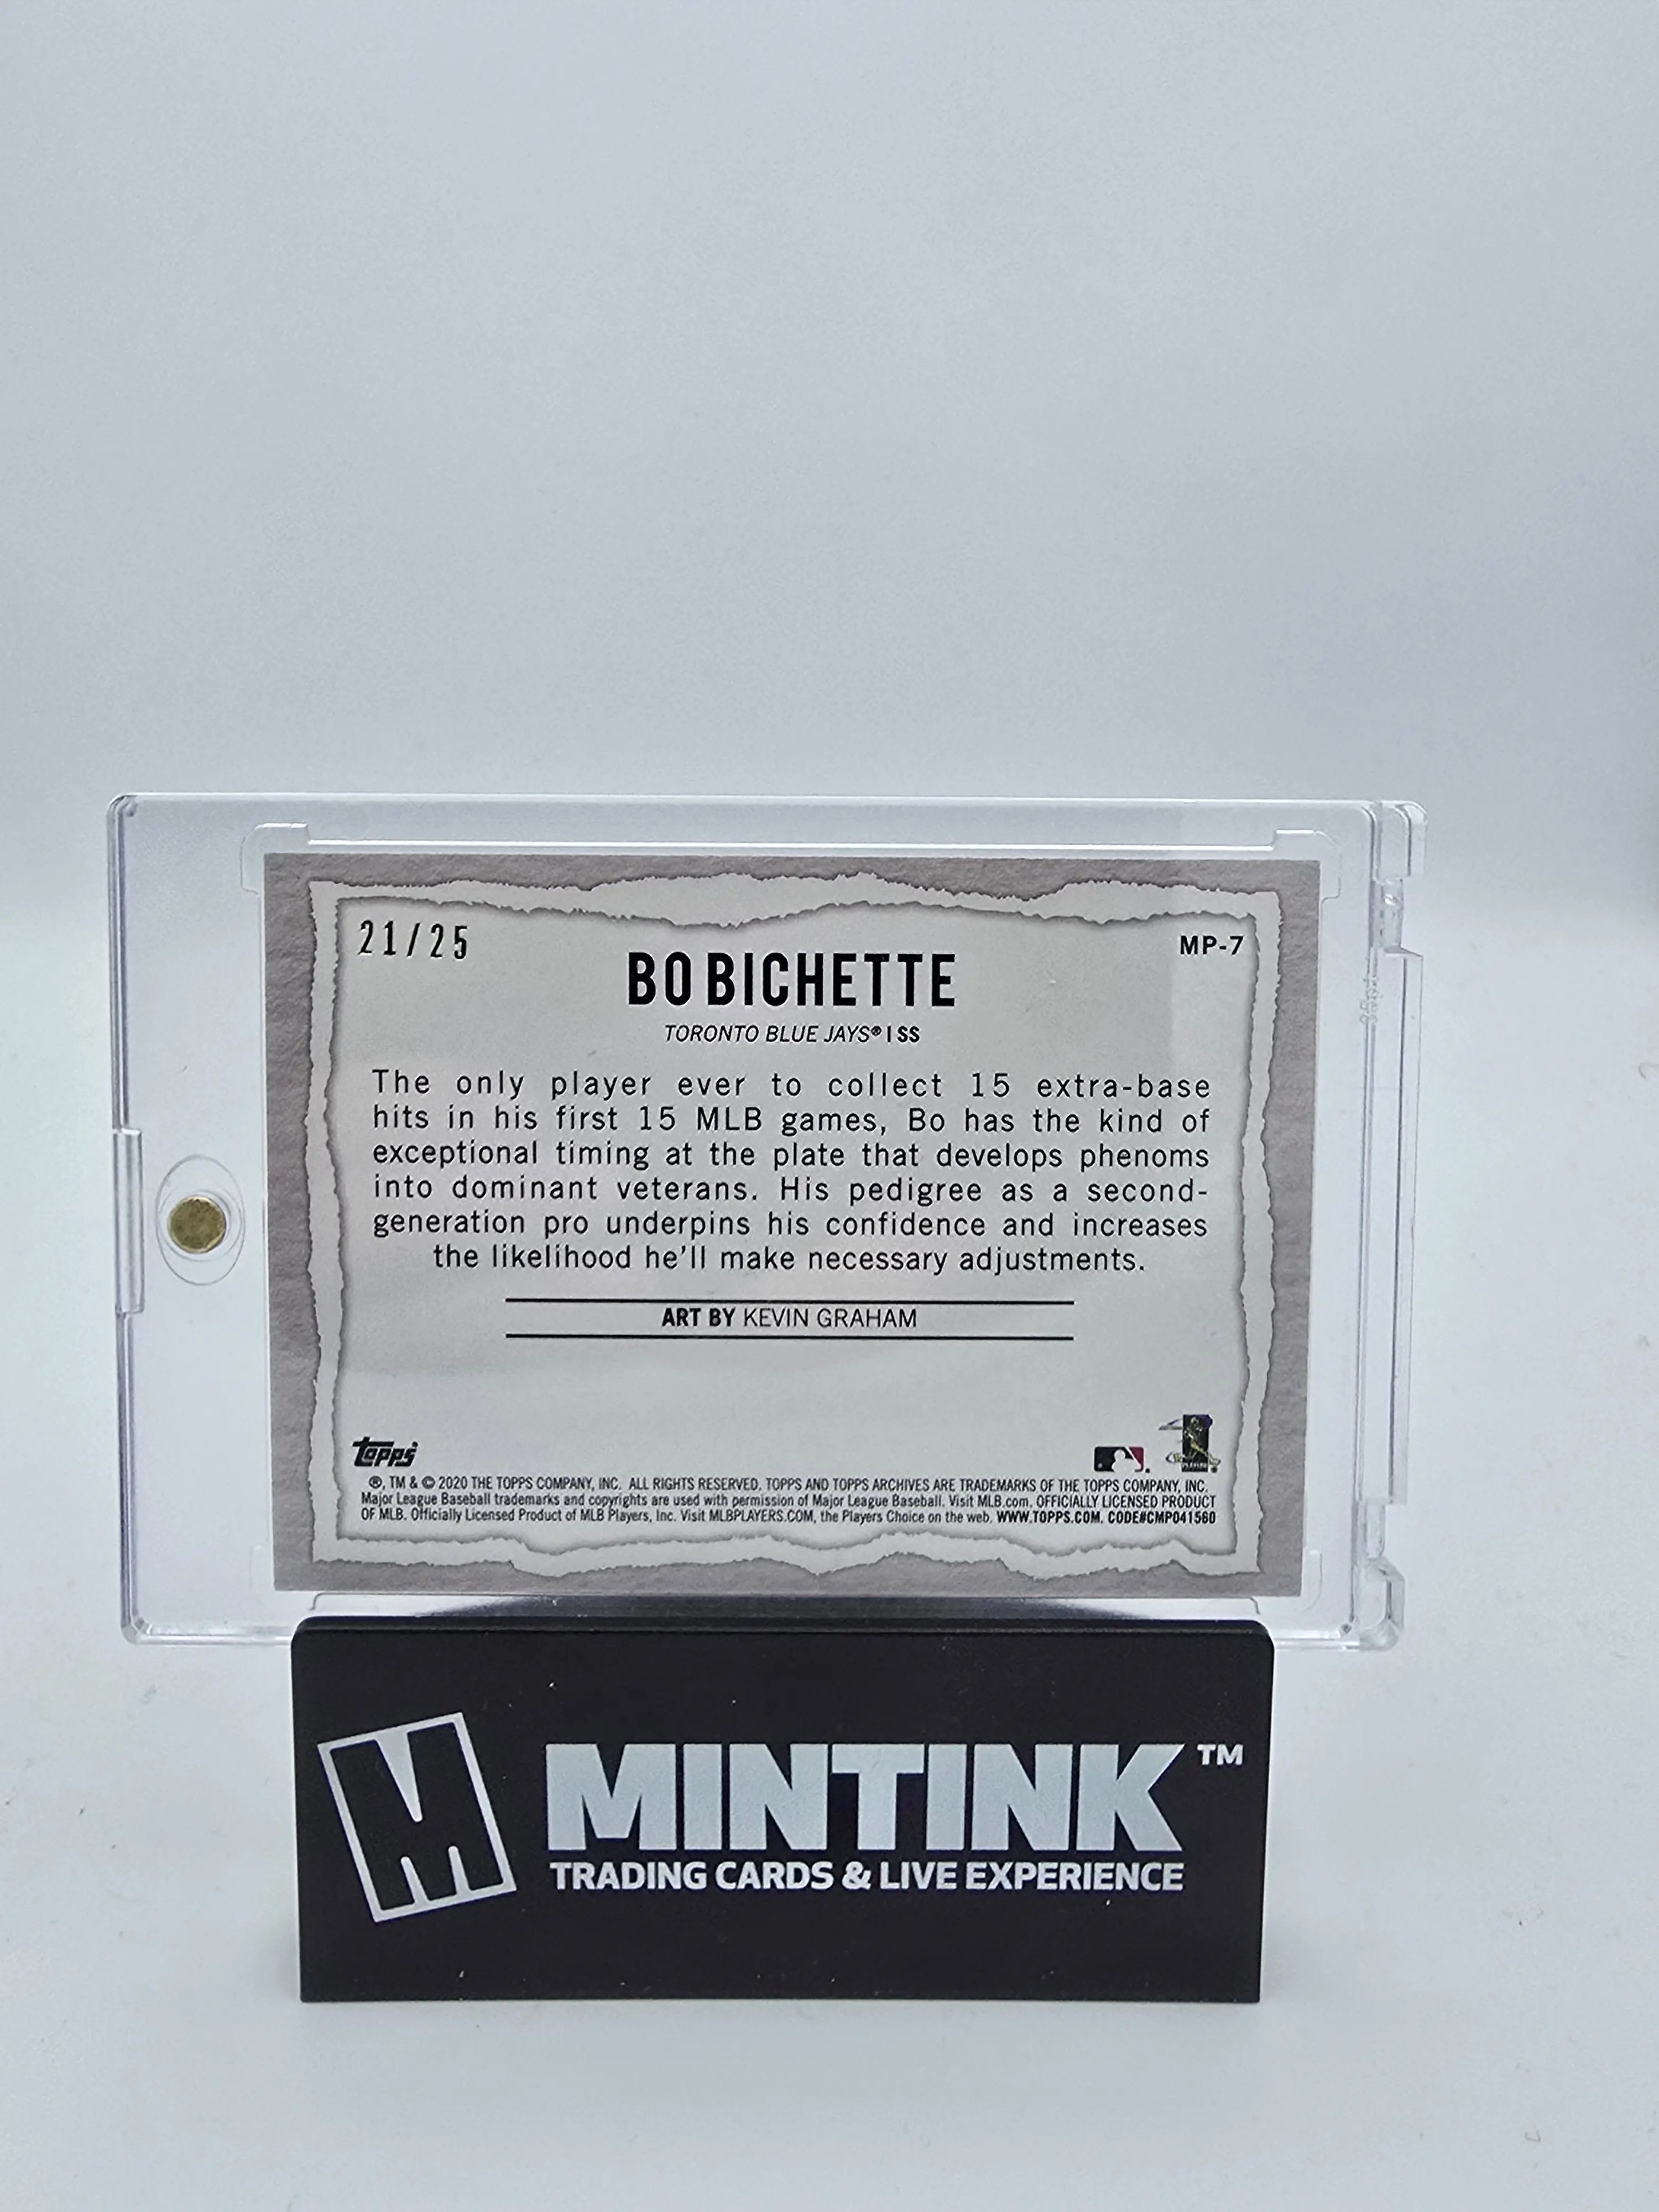 21/25
MP-7
BO BICHETTE
TORONTO BLUE JAYS® | SS
The only player ever to collect 15 extra-base
hits in his first 15 MLB games, Bo has the kind of
exceptional timing at the plate that develops phenoms
into dominant veterans. His pedigree as a second-
generation pro underpins his confidence and increases
the likelihood he'll make necessary adjustments.
ART BY KEVIN GRAHAM
topps
®, TM & © 2020 THE TOPPS COMPANY, INC. ALL RIGHTS RESERVED. TOPPS AND TOPPS ARCHIVES ARE TRADEMARKS OF THE TOPPS COMPANY, INC.
Major League Baseball trademarks and copyrights are used with permission of Major League Baseball. Visit MLB.com. OFFICIALLY LICENSED PRODUCT
OF MLB. Officially Licensed Product of MLB Players, Inc. Visit MLBPLAYERS.COM, the Players Choice on the web. WWW.TOPPS.COM. CODE#CMP041560
M MINTINK™
TRADING CARDS & LIVE EXPERIENCE